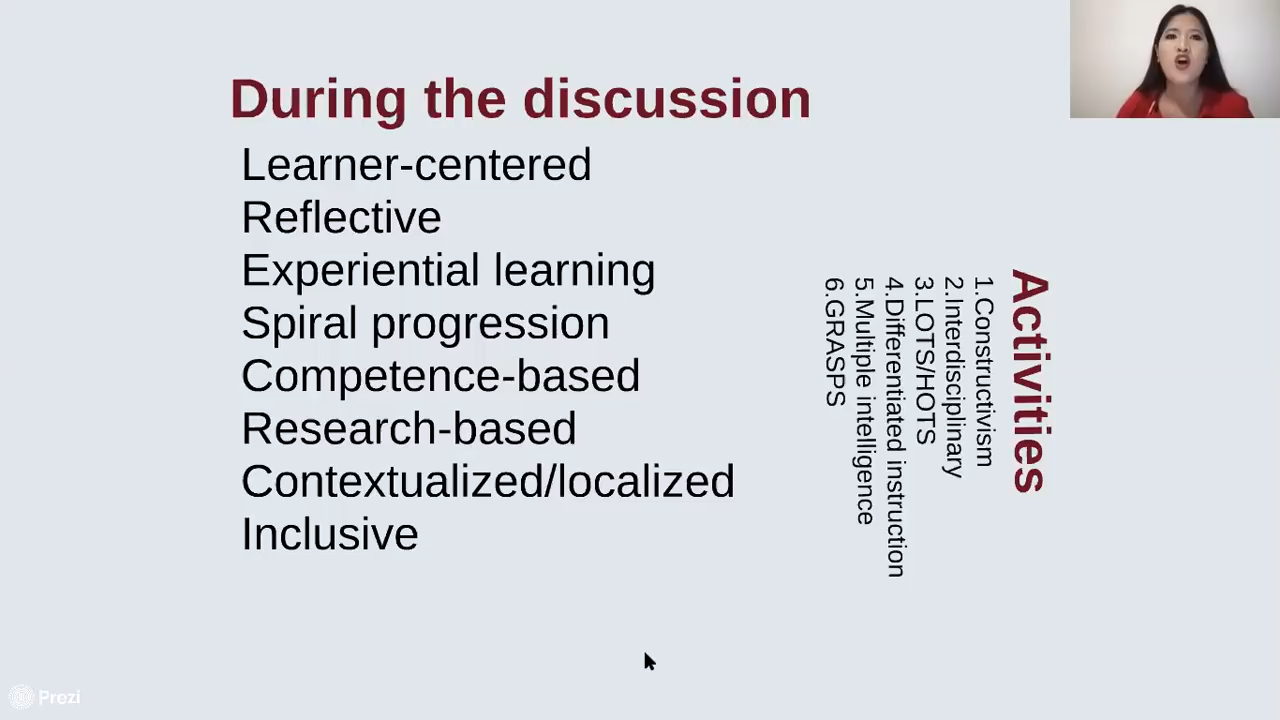 During the discussion
Learner-centered
Reflective
Experiential learning
Spiral progression
Competence-based
Research-based
Contextualized/localized
Inclusive
Activities
1.Constructivism
2.Interdisciplinary
3.LOTS/HOTS
4.Differentiated instruction
5.Multiple intelligence
6.GRASPS
Prezi